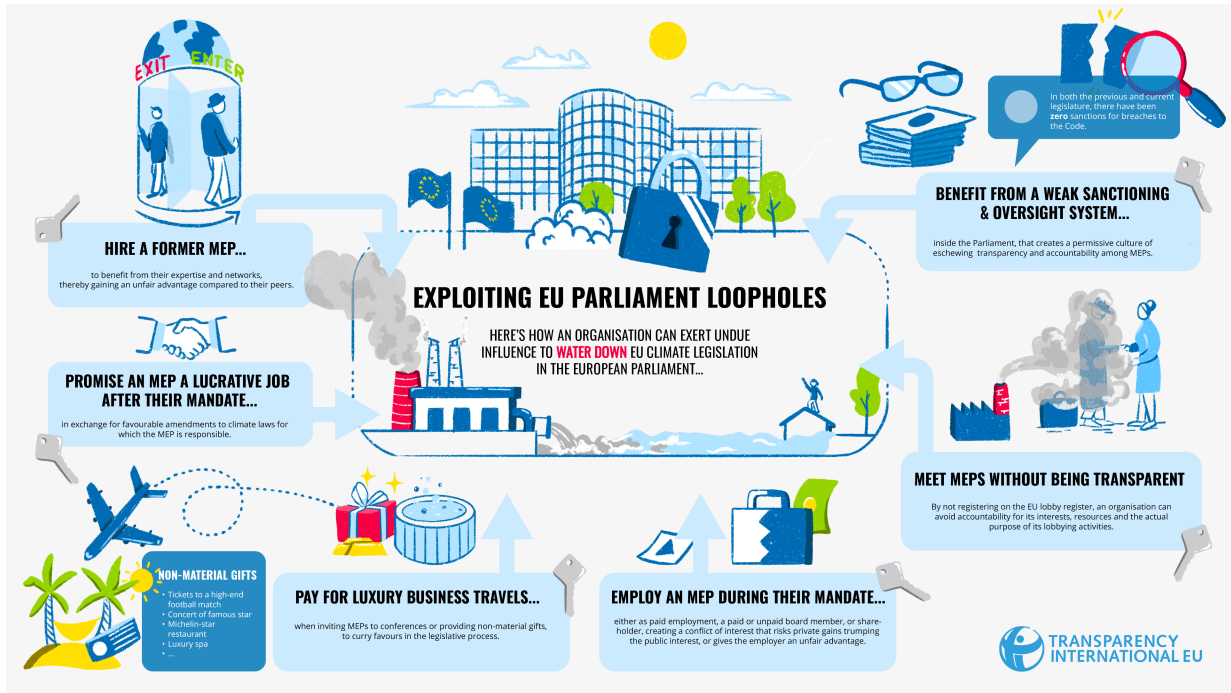 EXIT ENTER
In both the previous and current
legislature, there have been
zero sanctions for breaches to
the Code.
BENEFIT FROM A WEAK SANCTIONING
& OVERSIGHT SYSTEM...
inside the Parliament, that creates a permissive culture of
eschewing transparency and accountability among MEPs.
HIRE A FORMER MEP...
to benefit from their expertise and networks,
thereby gaining an unfair advantage compared to their peers.
EXPLOITING EU PARLIAMENT LOOPHOLES
HERE'S HOW AN ORGANISATION CAN EXERT UNDUE
INFLUENCE TO WATER DOWN EU CLIMATE LEGISLATION
IN THE EUROPEAN PARLIAMENT...
PROMISE AN MEP A LUCRATIVE JOB
AFTER THEIR MANDATE...
in exchange for favourable amendments to climate laws for
which the MEP is responsible.
MEET MEPS WITHOUT BEING TRANSPARENT
By not registering on the EU lobby register, an organisation can
avoid accountability for its interests, resources and the actual
purpose of its lobbying activities.
NON-MATERIAL GIFTS
• Tickets to a high-end
football match
• Concert of famous star
• Michelin-star
restaurant
• Luxury spa
• ...
PAY FOR LUXURY BUSINESS TRAVELS...
when inviting MEPs to conferences or providing non-material gifts,
to curry favours in the legislative process.
EMPLOY AN MEP DURING THEIR MANDATE...
either as paid employment, a paid or unpaid board member, or share-
holder, creating a conflict of interest that risks private gains trumping
the public interest, or gives the employer an unfair advantage.
TRANSPARENCY
INTERNATIONAL EU